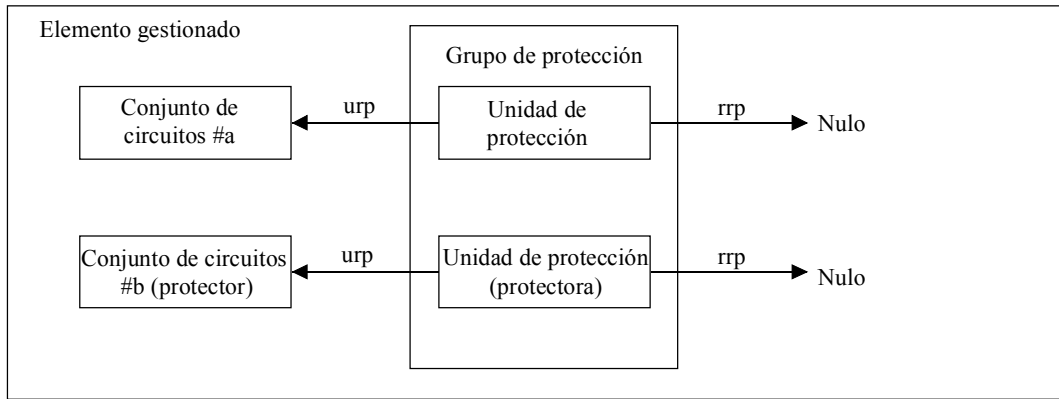 Elemento gestionado
Grupo de protección
Conjunto de
circuitos #a
urp
Unidad de
protección
rrp
Nulo
Conjunto de circuitos
#b (protector)
urp
Unidad de protección
(protectora)
rrp
Nulo